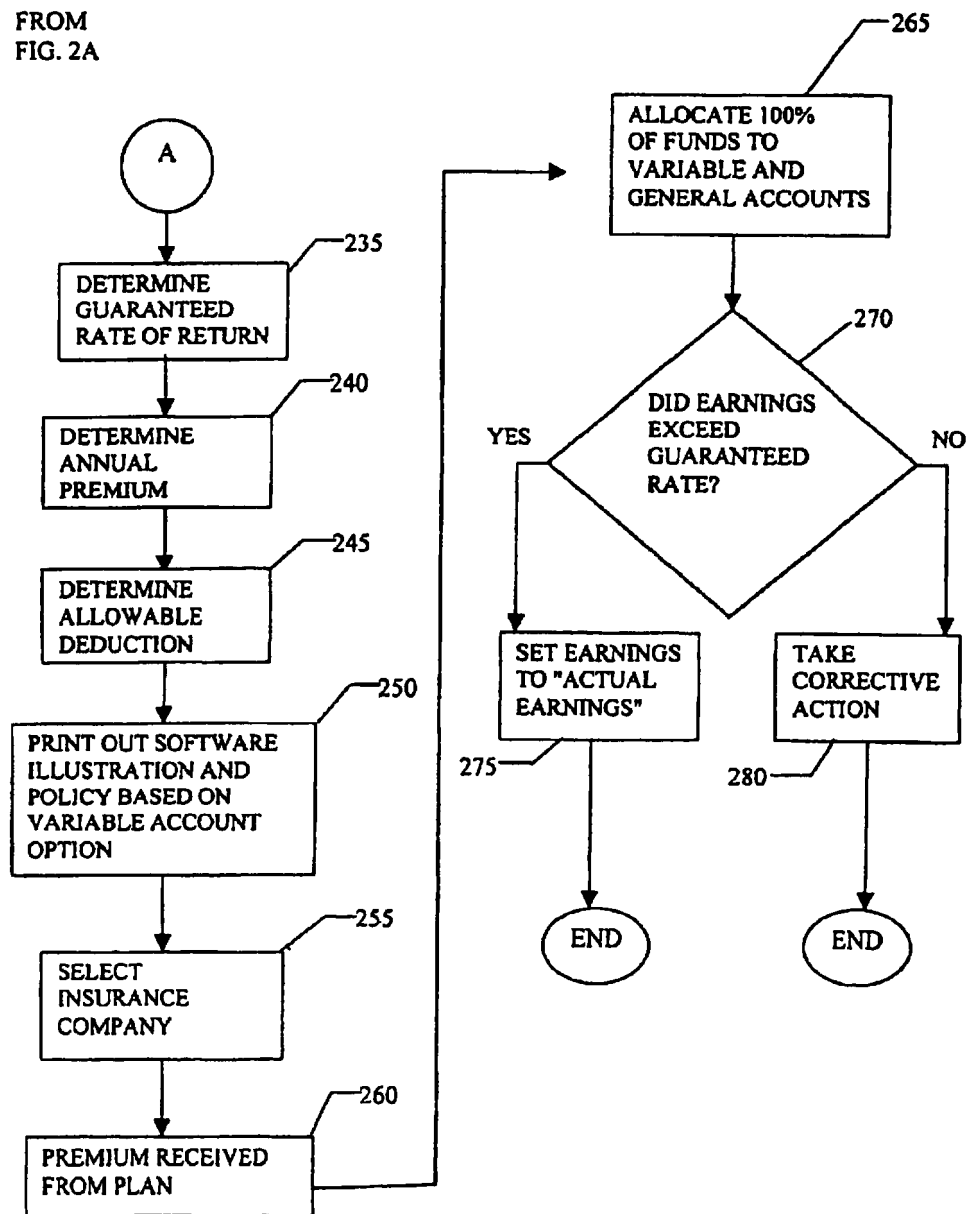 FROM
FIG. 2A
A
235
DETERMINE
GUARANTEED
RATE OF RETURN
240
DETERMINE
ANNUAL
PREMIUM
245
DETERMINE
ALLOWABLE
DEDUCTION
250
PRINT OUT SOFTWARE
ILLUSTRATION AND
POLICY BASED ON
VARIABLE ACCOUNT
OPTION
255
SELECT
INSURANCE
COMPANY
260
PREMIUM RECEIVED
FROM PLAN
265
ALLOCATE 100%
OF FUNDS TO
VARIABLE AND
GENERAL ACCOUNTS
270
DID EARNINGS
EXCEED
GUARANTEED
RATE?
YES
NO
SET EARNINGS
TO "ACTUAL
EARNINGS"
275
TAKE
CORRECTIVE
ACTION
280
END
END